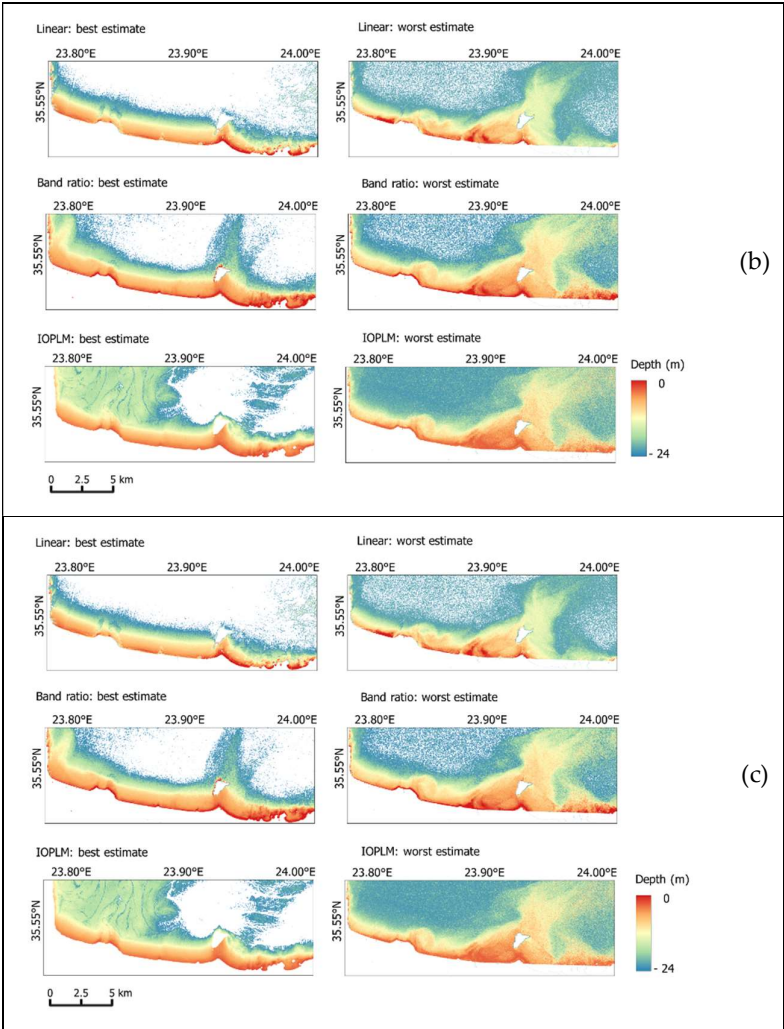 Linear: best estimate
Linear: worst estimate
23.80°E 23.90°E 24.00°E
23.80°E 23.90°E 24.00°E
35.55°N
35.55°N
Band ratio: best estimate
Band ratio: worst estimate
23.80°E 23.90°E 24.00°E
23.80°E 23.90°E 24.00°E
35.55°N
35.55°N
(b)
IOPLM: best estimate
IOPLM: worst estimate
23.80°E 23.90°E 24.00°E
23.80°E 23.90°E 24.00°E
35.55°N
35.55°N
Depth (m)
0
- 24
0 2.5 5 km
Linear: best estimate
Linear: worst estimate
23.80°E 23.90°E 24.00°E
23.80°E 23.90°E 24.00°E
35.55°N
35.55°N
Band ratio: best estimate
Band ratio: worst estimate
23.80°E 23.90°E 24.00°E
23.80°E 23.90°E 24.00°E
35.55°N
35.55°N
(c)
IOPLM: best estimate
IOPLM: worst estimate
23.80°E 23.90°E 24.00°E
23.80°E 23.90°E 24.00°E
35.55°N
35.55°N
Depth (m)
0
- 24
0 2.5 5 km